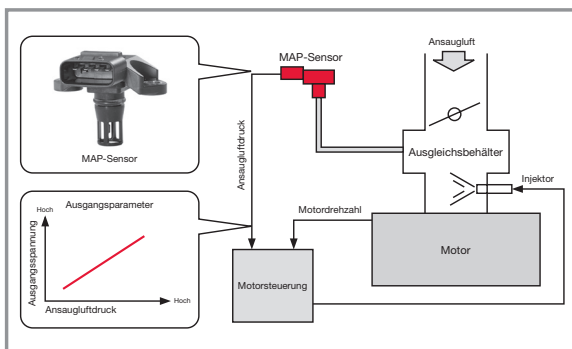 MAP-Sensor
MAP-Sensor
Ansaugluft
Ausgleichsbehälter
Injektor
Ansaugluftdruck
Motordrehzahl
Motor
Motorsteuerung
Hoch
Ausgangsparameter
Ausgangsspannung
Hoch
Ansaugluftdruck